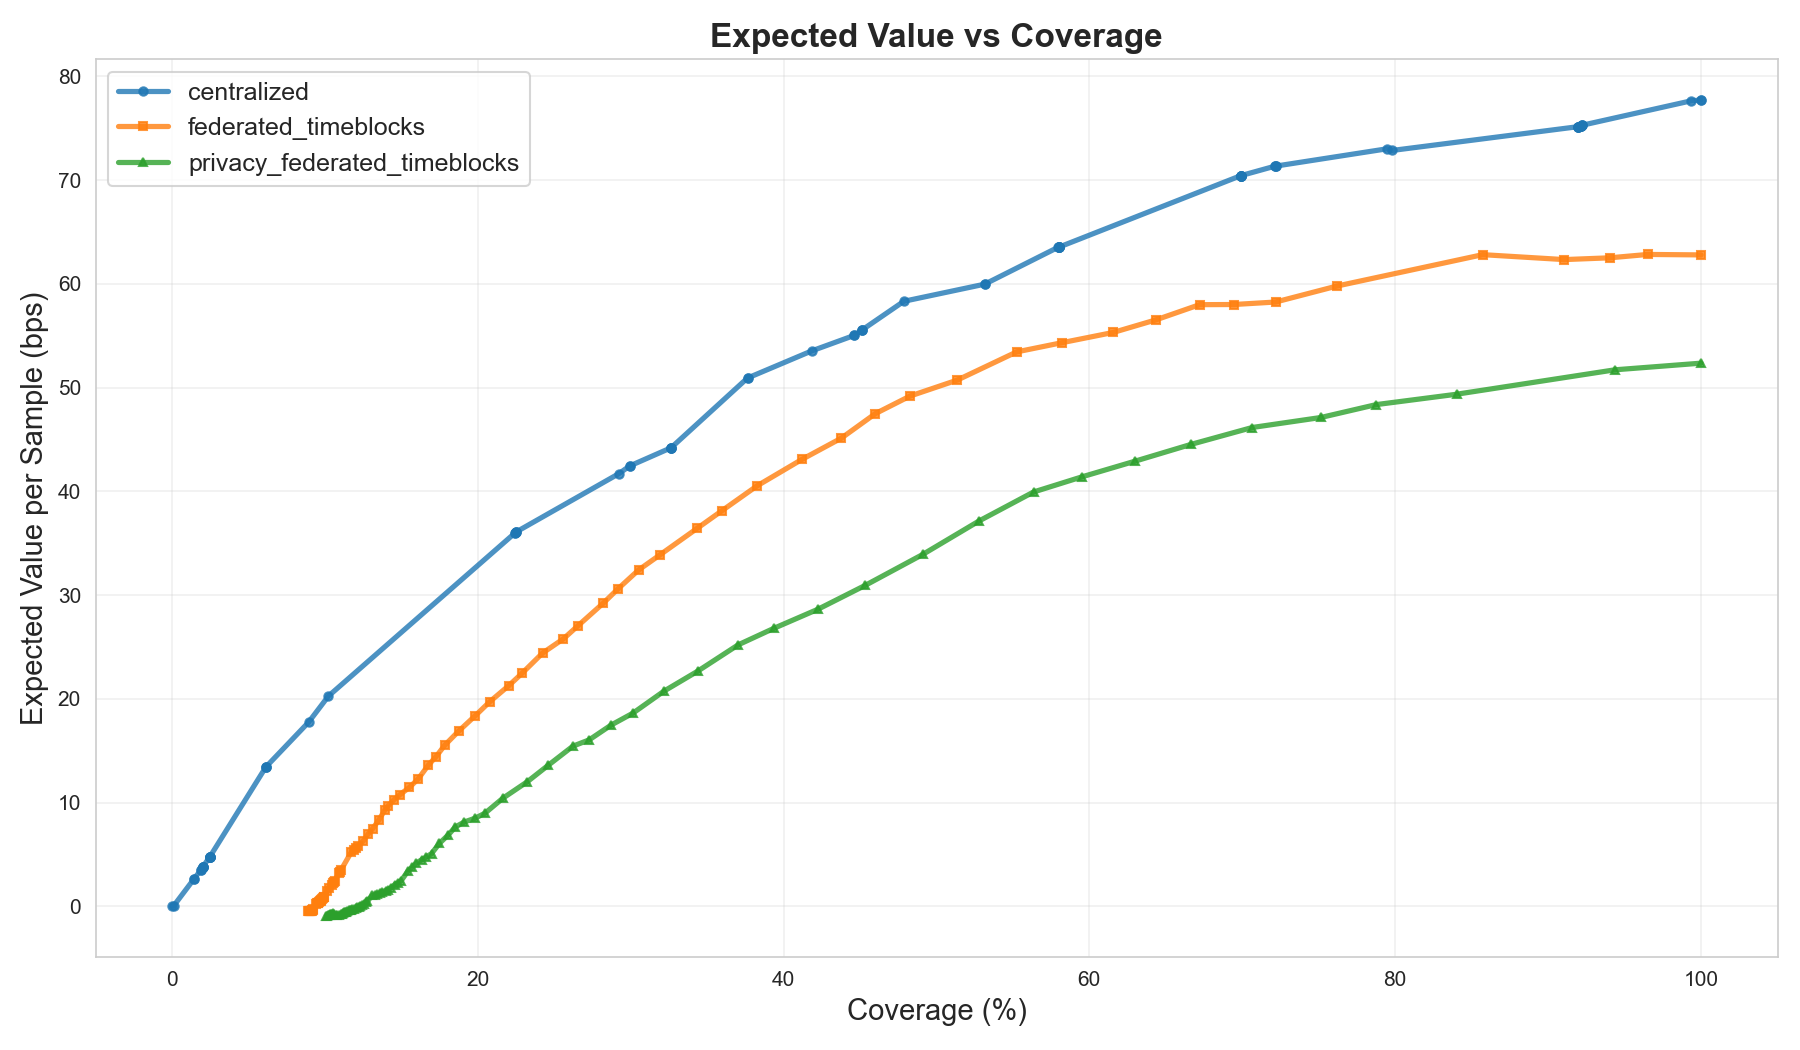 Expected Value vs Coverage
centralized
federated_timeblocks
privacy_federated_timeblocks
Expected Value per Sample (bps)
80
70
60
50
40
30
20
10
0
0 20 40 60 80 100
Coverage (%)